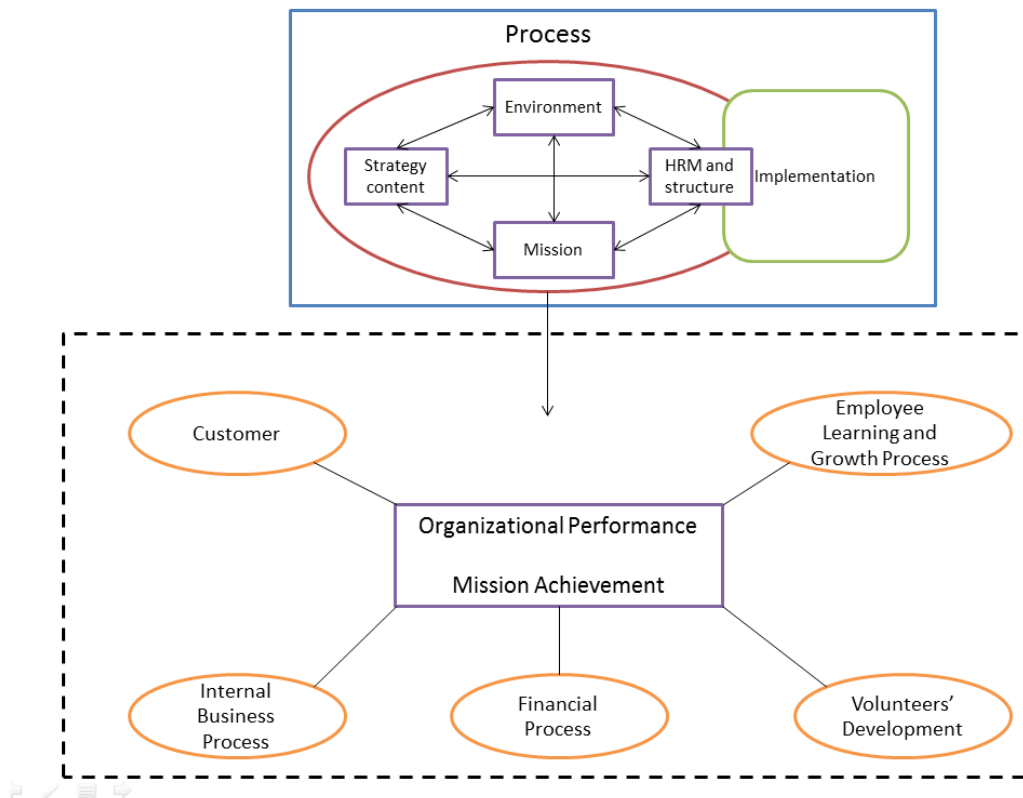 Process
Environment
Strategy
content
HRM and
structure
Implementation
Mission
Customer
Employee
Learning and
Growth Process
Organizational Performance
Mission Achievement
Internal
Business
Process
Financial
Process
Volunteers’
Development